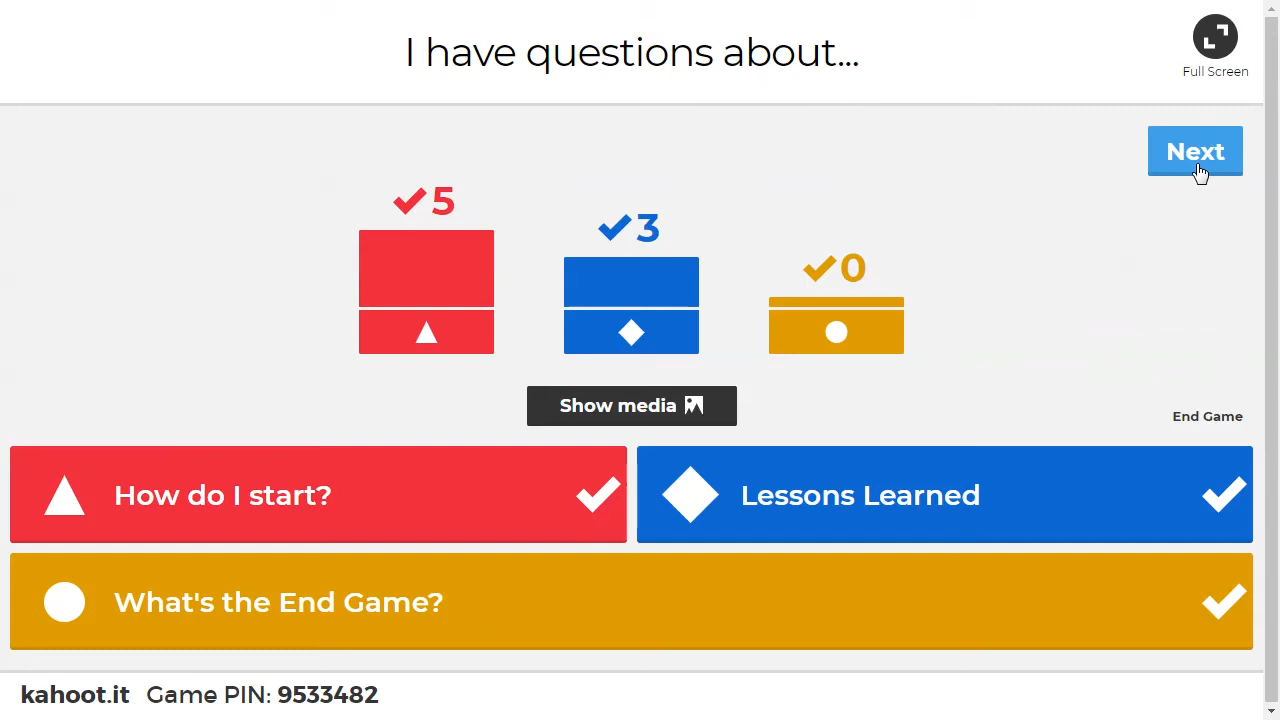 I have questions about...
Full Screen
Next
5
3
0
Show media
End Game
How do I start?
Lessons Learned
What's the End Game?
kahoot.it Game PIN: 9533482